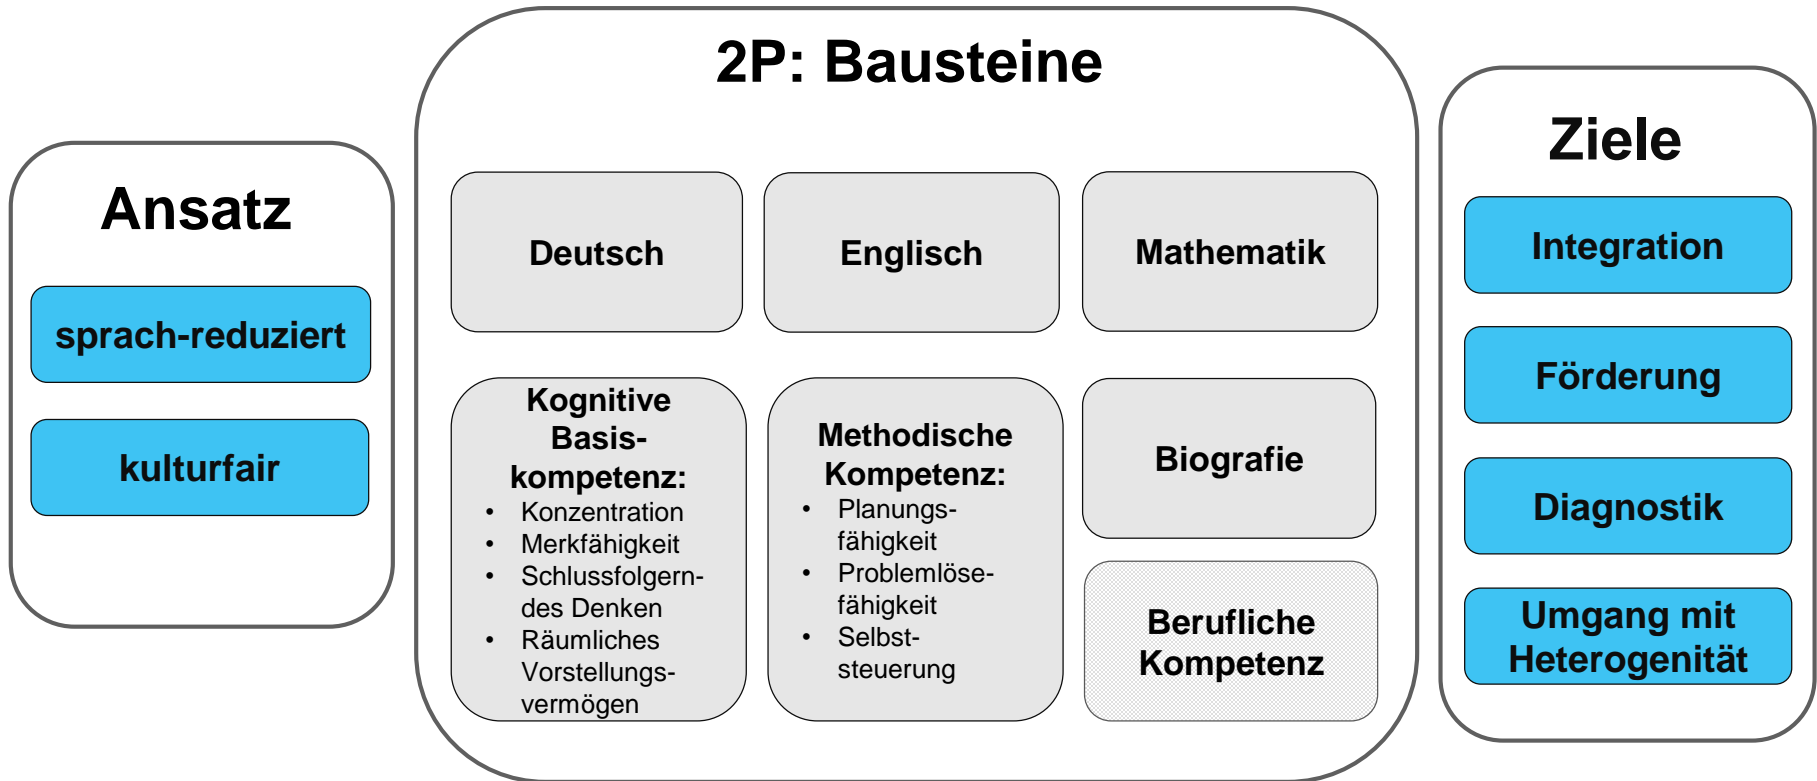 Ansatz
sprach-reduziert
kulturfair
2P: Bausteine
Deutsch
Englisch
Mathematik
Kognitive
Basis-
kompetenz:
• Konzentration
• Merkfähigkeit
• Schlussfolgern-
des Denken
• Räumliches
Vorstellungs-
vermögen
Methodische
Kompetenz:
• Planungs-
fähigkeit
• Problemlöse-
fähigkeit
• Selbst-
steuerung
Biografie
Berufliche
Kompetenz
Ziele
Integration
Förderung
Diagnostik
Umgang mit
Heterogenität